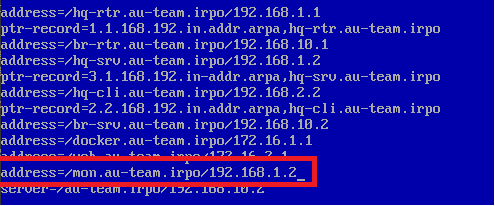 address=/hq-rtr.au-team.irpo/192.168.1.1
ptr-record=1.1.168.192.in.addr.arpa,hq-rtr.au-team.irpo
address=/br-rtr.au-team.irpo/192.168.10.1
address=/hq-srv.au-team.irpo/192.168.1.2
ptr-record=3.1.168.192.in-addr.arpa,hq-srv.au-team.irpo
address=/hq-cli.au-team.irpo/192.168.2.2
ptr-record=2.2.168.192.in.addr.arpa,hq-cli.au-team.irpo
address=/br-srv.au-team.irpo/192.168.10.2
address=/docker.au-team.irpo/172.16.1.1
address=/web.au-team.irpo/172.16.2.1
address=/mon.au-team.irpo/192.168.1.2_
server=/au-team.irpo/192.168.10.2